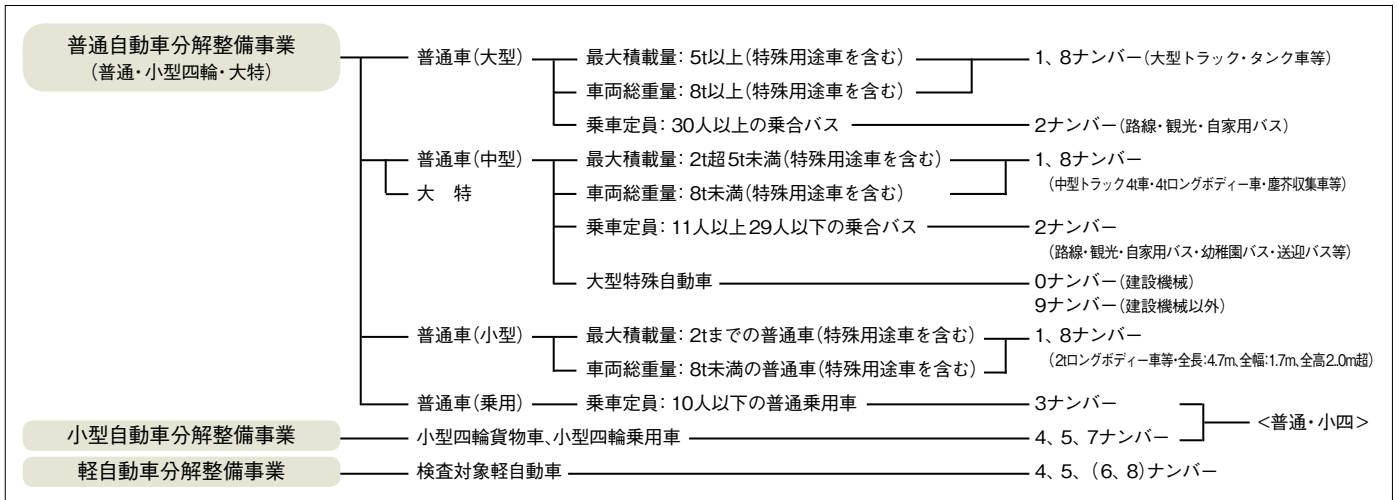 普通自動車分解整備事業
(普通・小型四輪・大特)
普通車(大型)
最大積載量：5t以上(特殊用途車を含む)
1、8ナンバー(大型トラック・タンク車等)
車両総重量：8t以上(特殊用途車を含む)
乗車定員：30人以上の乗合バス
2ナンバー(路線・観光・自家用バス)
普通車(中型)
最大積載量：2t超5t未満(特殊用途車を含む)
1、8ナンバー
(中型トラック4t車・4tロングボディー車・塵芥収集車等)
大 特
車両総重量：8t未満(特殊用途車を含む)
乗車定員：11人以上29人以下の乗合バス
2ナンバー
(路線・観光・自家用バス・幼稚園バス・送迎バス等)
大型特殊自動車
0ナンバー(建設機械)
9ナンバー(建設機械以外)
普通車(小型)
最大積載量：2tまでの普通車(特殊用途車を含む)
1、8ナンバー
(2tロングボディー車等・全長：4.7m、全幅：1.7m、全高2.0m超)
車両総重量：8t未満の普通車(特殊用途車を含む)
普通車(乗用)
乗車定員：10人以下の普通乗用車
3ナンバー
<普通・小四>
小型自動車分解整備事業
小型四輪貨物車、小型四輪乗用車
4、5、7ナンバー
軽自動車分解整備事業
検査対象軽自動車
4、5、(6、8)ナンバー